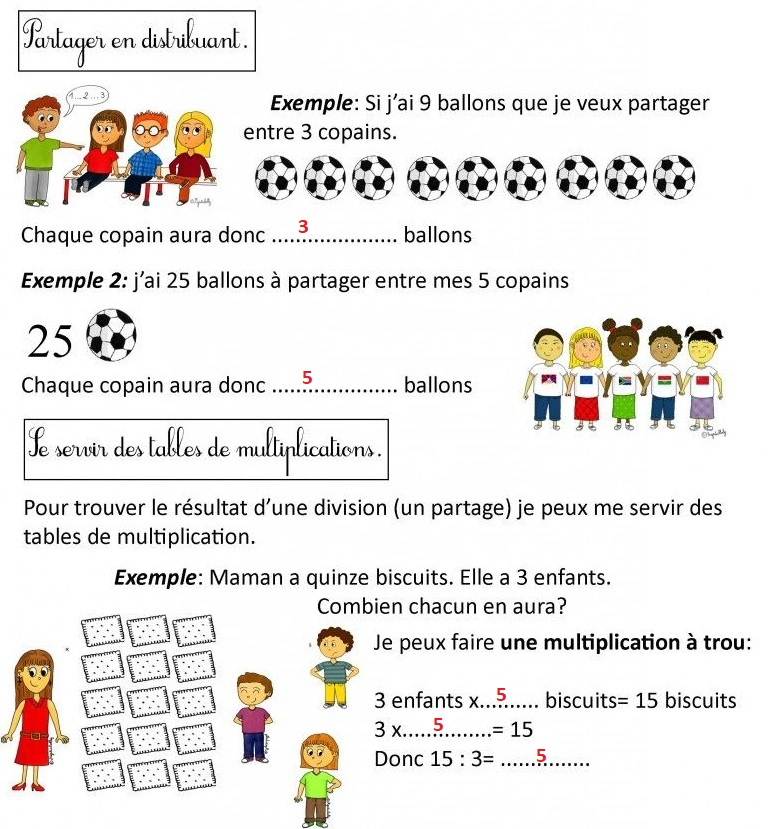 Partager en distribuant.
1...2...3
Exemple: Si j'ai 9 ballons que je veux partager
entre 3 copains.
Chaque copain aura donc ......3............... ballons
Exemple 2: j'ai 25 ballons à partager entre mes 5 copains
25
Chaque copain aura donc ......5............... ballons
Se servir des tables de multiplications.
Pour trouver le résultat d'une division (un partage) je peux me servir des
tables de multiplication.
Exemple: Maman a quinze biscuits. Elle a 3 enfants.
Combien chacun en aura?
Je peux faire une multiplication à trou:
3 enfants x...5....... biscuits= 15 biscuits
3 x......5.........= 15
Donc 15 : 3= ......5.........